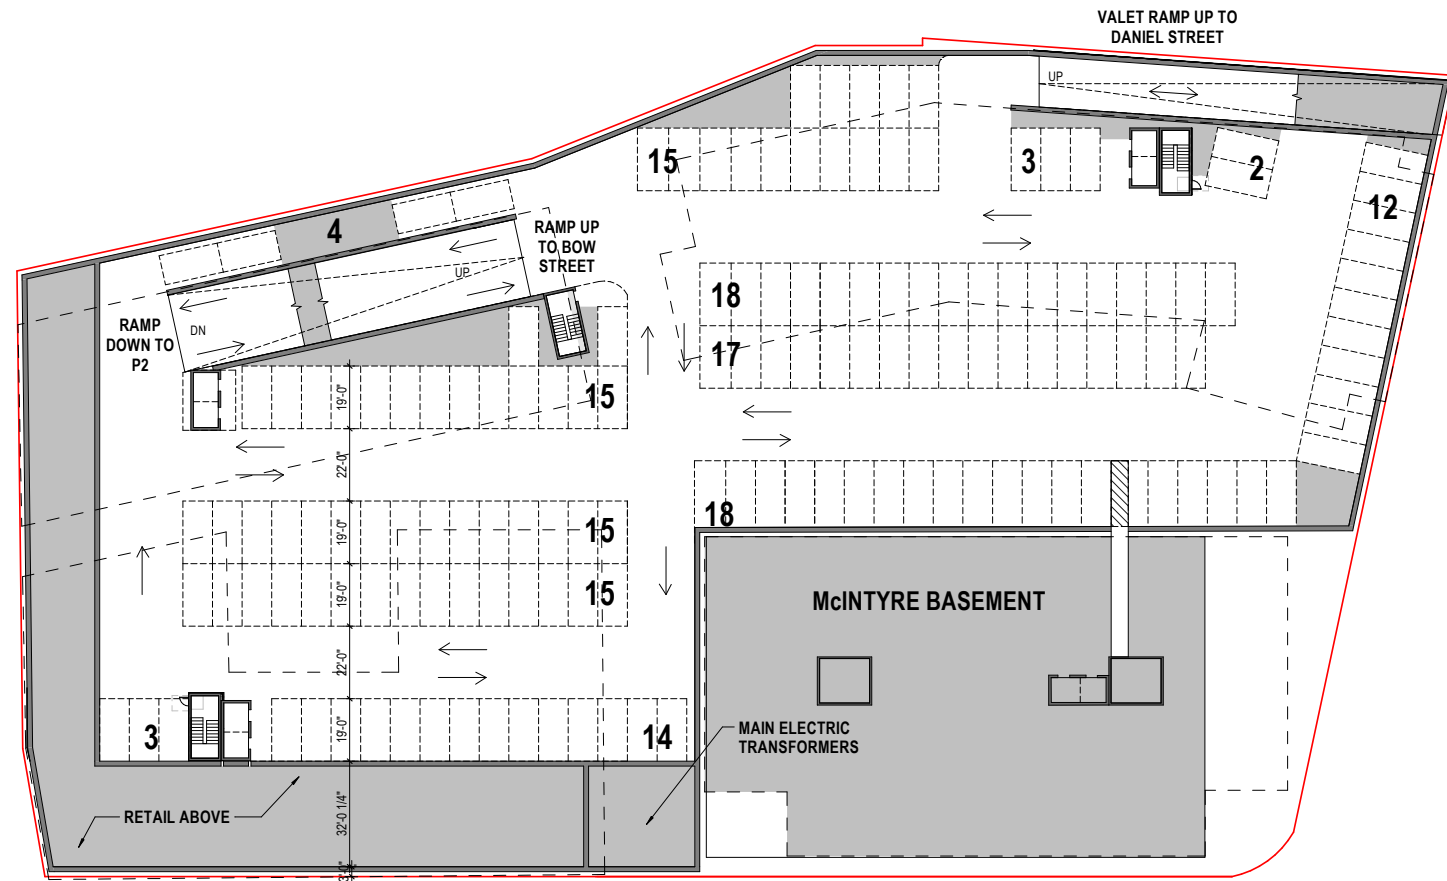 VALET RAMP UP TO
DANIEL STREET
UP
15
3
2
12
4
RAMP UP
TO BOW
STREET
UP
18
RAMP
DOWN TO
P2
DN
17
19'-0"
15
22'-0"
18
19'-0"
15
19'-0"
15
McINTYRE BASEMENT
22'-0"
3
19'-0"
14
MAIN ELECTRIC
TRANSFORMERS
RETAIL ABOVE
32'-0 1/4"